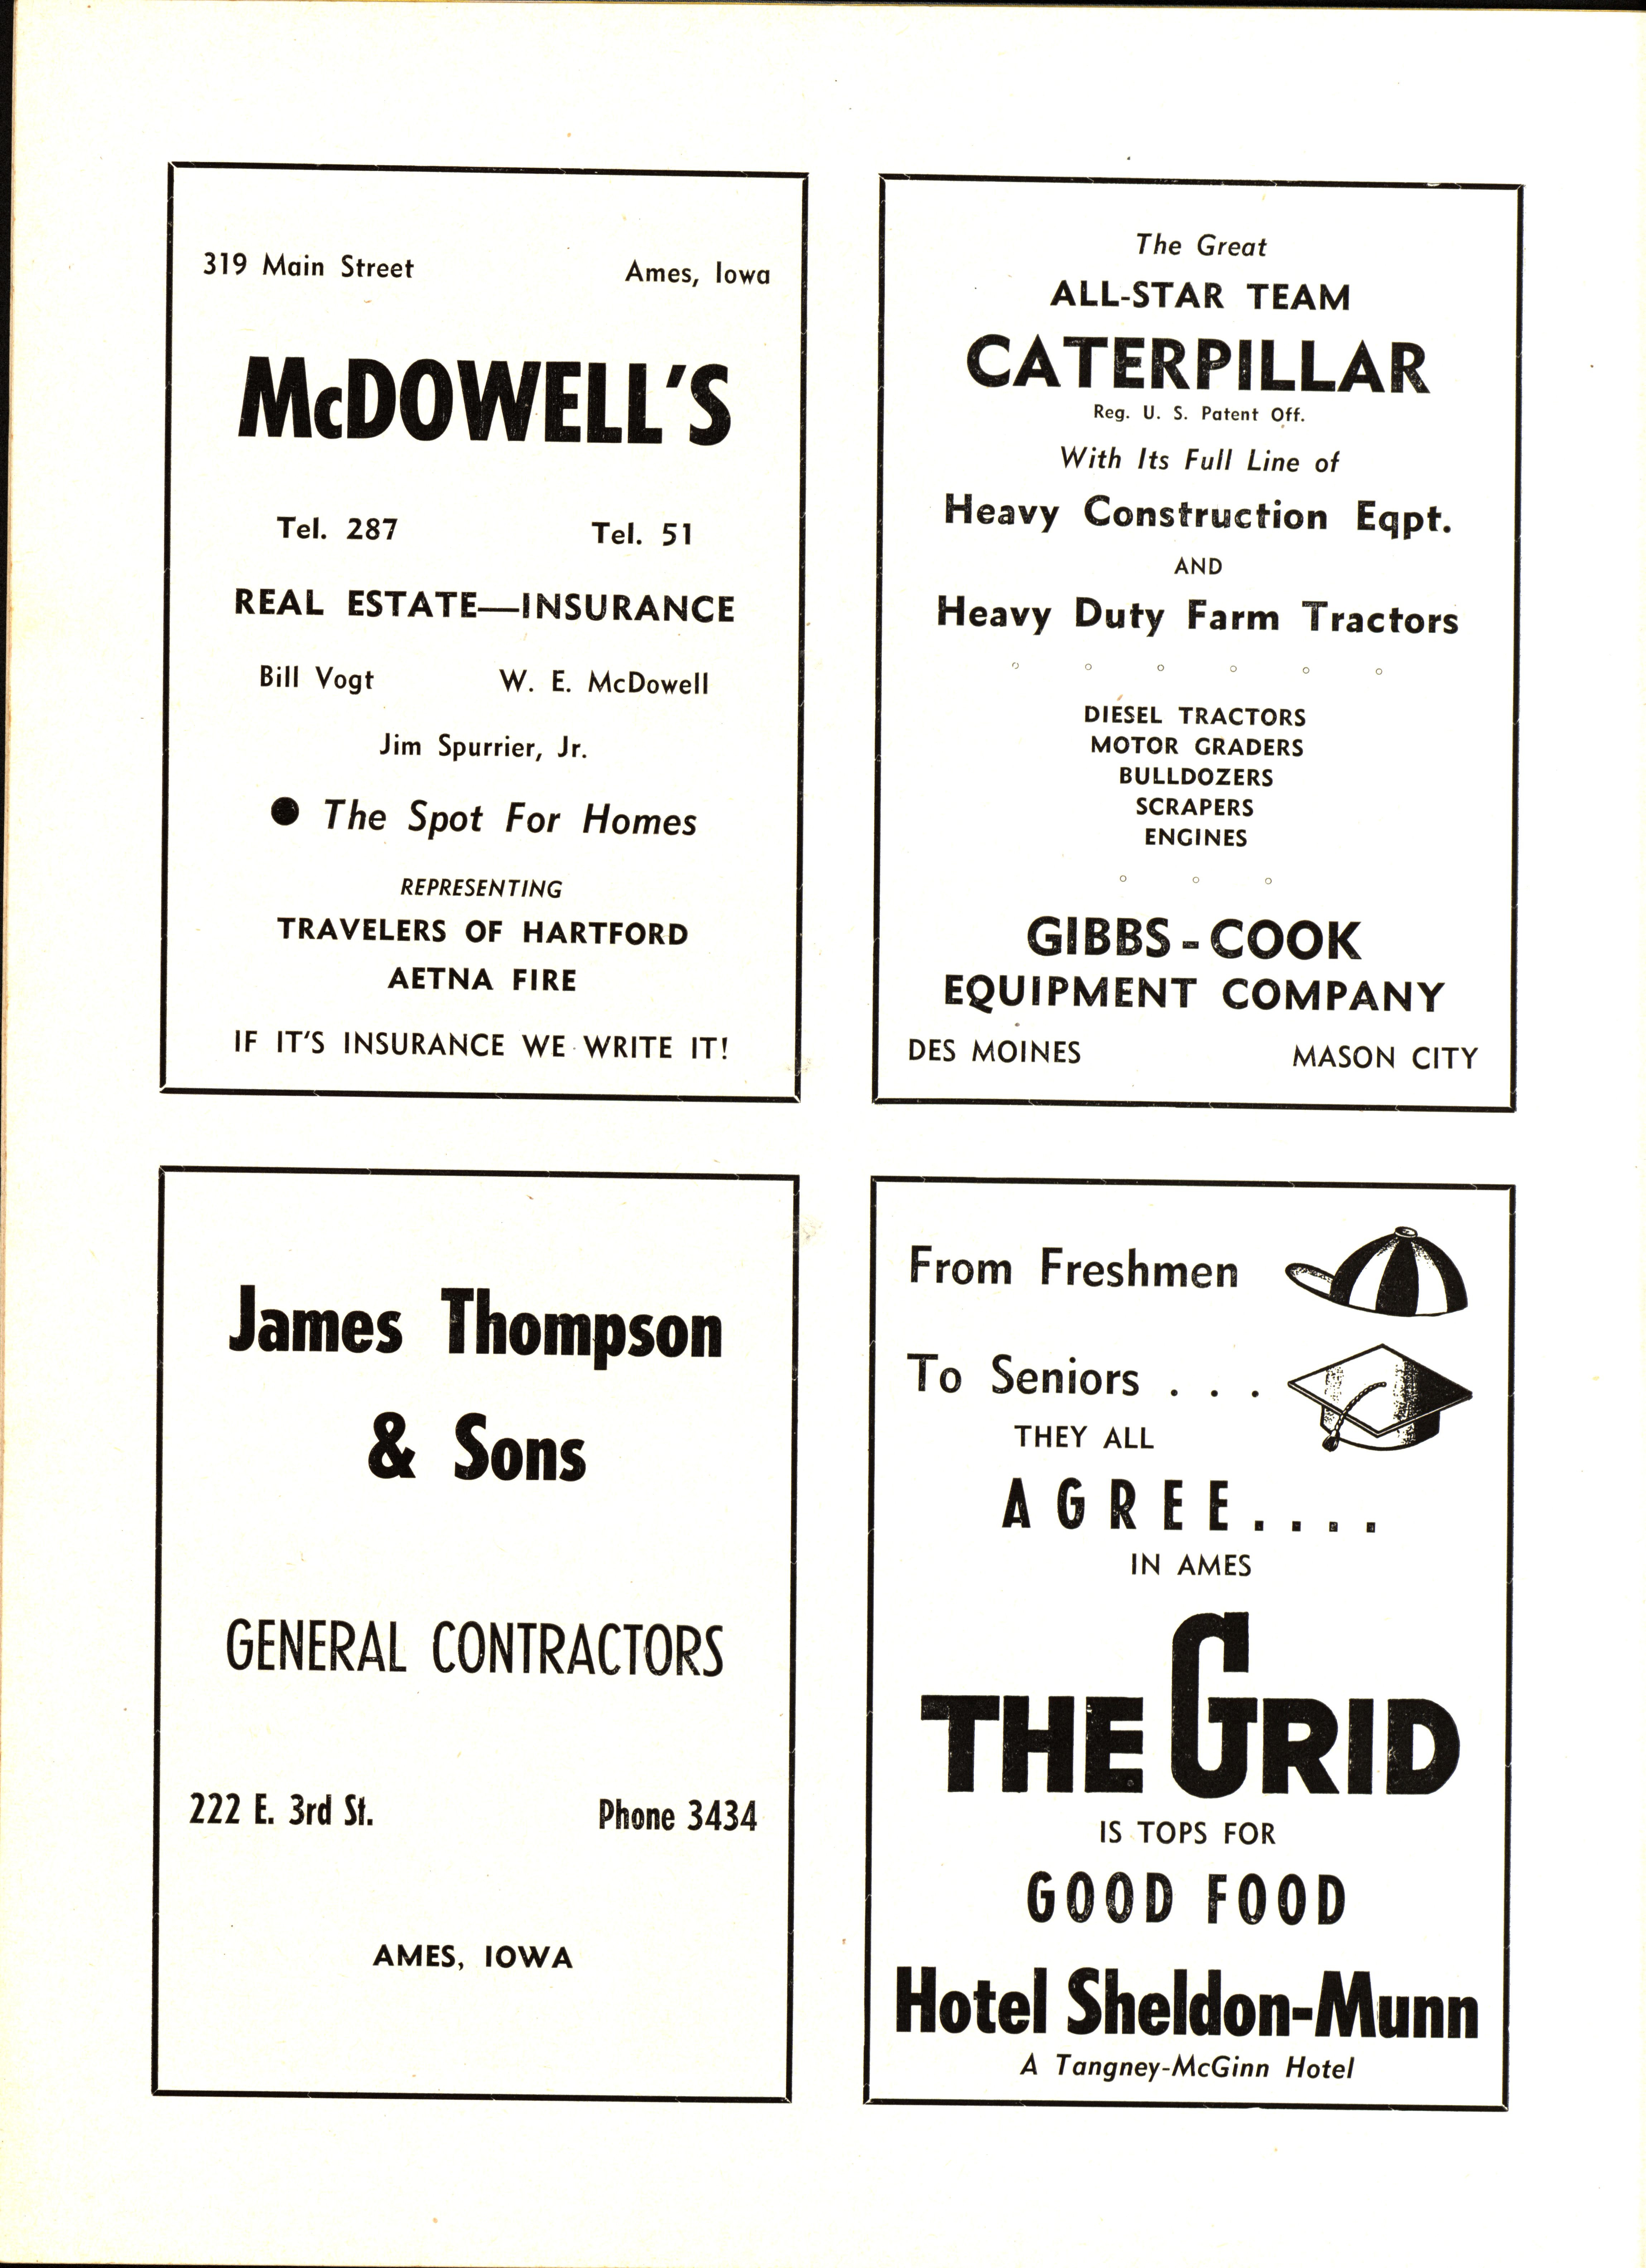 319 Main Street Ames, Iowa
McDOWELL'S
Tel. 287 Tel. 51
REAL ESTATE—INSURANCE
Bill Vogt W. E. McDowell
Jim Spurrier, Jr.
● The Spot For Homes
REPRESENTING
TRAVELERS OF HARTFORD
AETNA FIRE
IF IT'S INSURANCE WE WRITE IT!
The Great
ALL-STAR TEAM
CATERPILLAR
Reg. U. S. Patent Off.
With Its Full Line of
Heavy Construction Eqpt.
AND
Heavy Duty Farm Tractors
DIESEL TRACTORS
MOTOR GRADERS
BULLDOZERS
SCRAPERS
ENGINES
GIBBS-COOK
EQUIPMENT COMPANY
DES MOINES MASON CITY
James Thompson
& Sons
GENERAL CONTRACTORS
222 E. 3rd St. Phone 3434
AMES, IOWA
From Freshmen
To Seniors . . .
THEY ALL
AGREE....
IN AMES
THE GRID
IS TOPS FOR
GOOD FOOD
Hotel Sheldon-Munn
A Tangney-McGinn Hotel